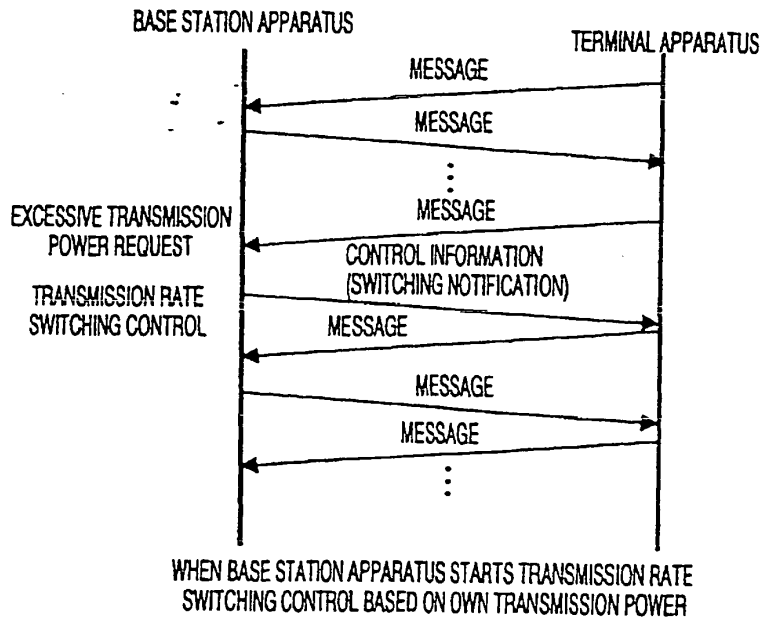 BASE STATION APPARATUS
TERMINAL APPARATUS
MESSAGE
MESSAGE
MESSAGE
EXCESSIVE TRANSMISSION
POWER REQUEST
CONTROL INFORMATION
(SWITCHING NOTIFICATION)
TRANSMISSION RATE
SWITCHING CONTROL
MESSAGE
MESSAGE
MESSAGE
WHEN BASE STATION APPARATUS STARTS TRANSMISSION RATE
SWITCHING CONTROL BASED ON OWN TRANSMISSION POWER